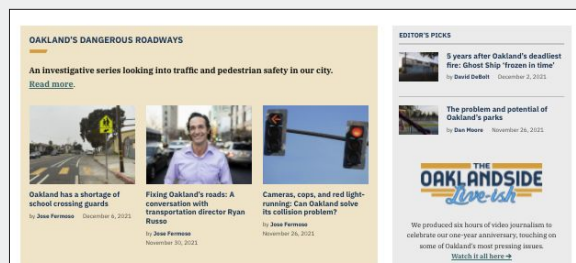 OAKLAND'S DANGEROUS ROADWAYS
An investigative series looking into traffic and pedestrian safety in our city.
Read more.
Oakland has a shortage of
school crossing guards
by Jose Fermoso December 6, 2021
Fixing Oakland's roads: A
conversation with
transportation director Ryan
Russo
by Jose Fermoso
November 30, 2021
Cameras, cops, and red light-
running: Can Oakland solve
its collision problem?
by Jose Fermoso
November 26, 2021
EDITOR'S PICKS
5 years after Oakland's deadliest
fire: Ghost Ship 'frozen in time'
by David DeBolt December 2, 2021
The problem and potential of
Oakland's parks
by Dan Moore November 26, 2021
THE
OAKLANDSIDE
Live-ish
We produced six hours of video journalism to
celebrate our one-year anniversary, touching on
some of Oakland's most pressing issues.
Watch it all here →